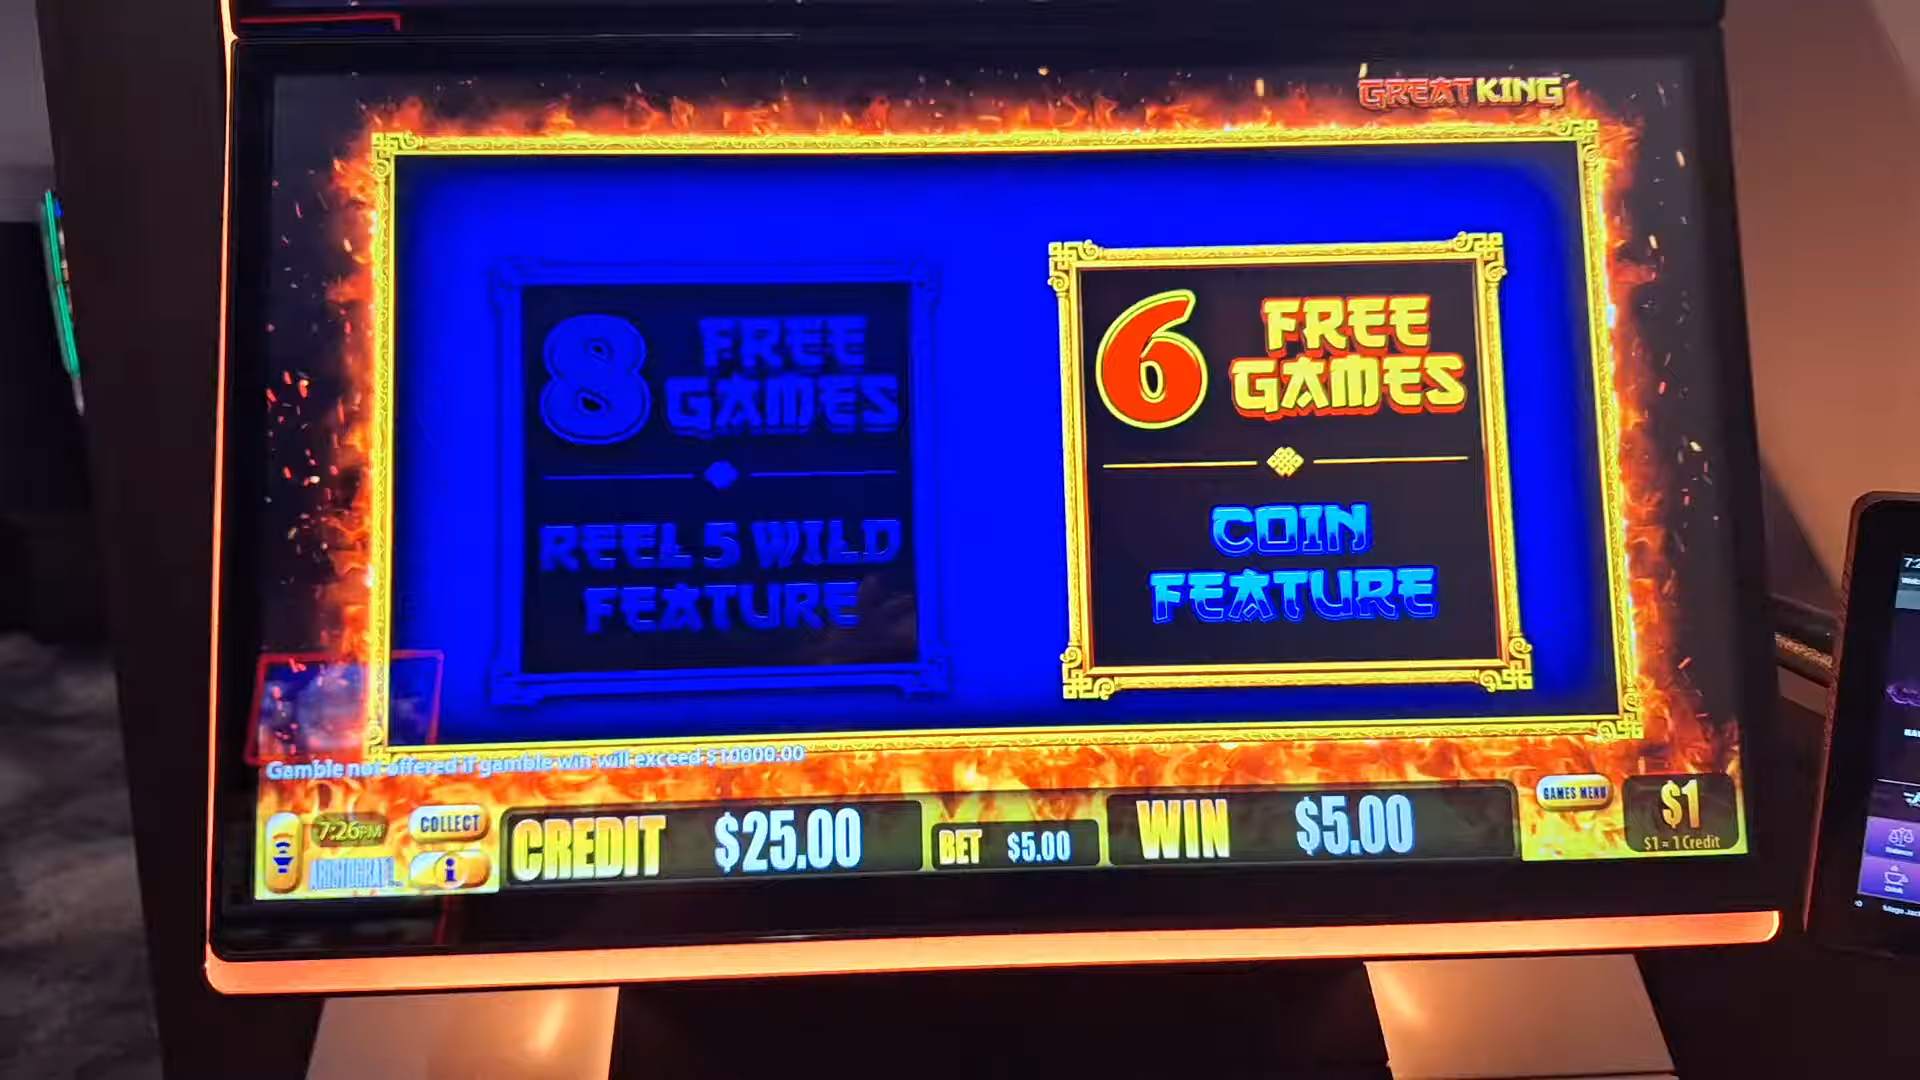 GREAT KING
8 FREE GAMES
REEL 5 WILD
FEATURE
6 FREE GAMES
COIN
FEATURE
Gamble not offered if gamble win will exceed $10000.00
7:26PM
COLLECT
ARISTOCRAT
i
CREDIT $25.00
BET $5.00
WIN $5.00
GAMES MENU
$1
$1 = 1 Credit